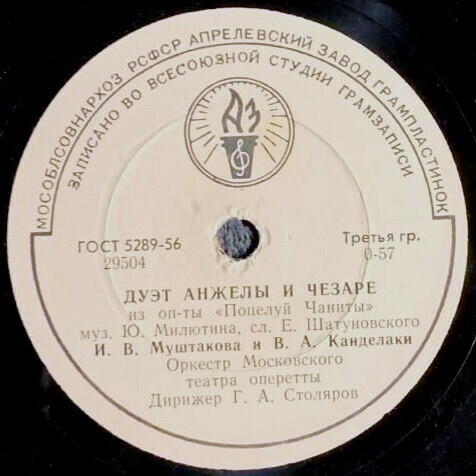 МОСОБЛСОВНАРХОЗ РСФСР АПРЕЛЕВСКИЙ ЗАВОД ГРАМПЛАСТИНОК
ЗАПИСАНО ВО ВСЕСОЮЗНОЙ СТУДИИ ГРАМЗАПИСИ
АЗ
ГОСТ 5289-56
29504
Третья гр.
0-57
ДУЭТ АНЖЕЛЫ И ЧЕЗАРЕ
из оп-ты «Поцелуй Чаниты»
муз. Ю. Милютина, сл. Е. Шатуновского
И. В. Муштакова и В. А. Канделаки
Оркестр Московского
театра оперетты
Дирижер Г. А. Столяров